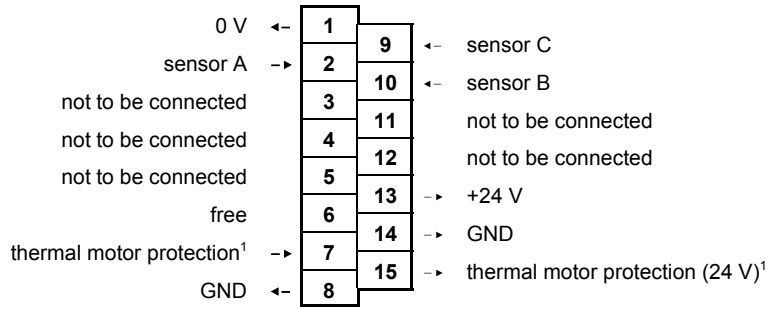 0 V 1
9 sensor C
sensor A 2
10 sensor B
not to be connected 3
11 not to be connected
not to be connected 4
12 not to be connected
not to be connected 5
13 +24 V
free 6
14 GND
thermal motor protection¹ 7
15 thermal motor protection (24 V)¹
GND 8